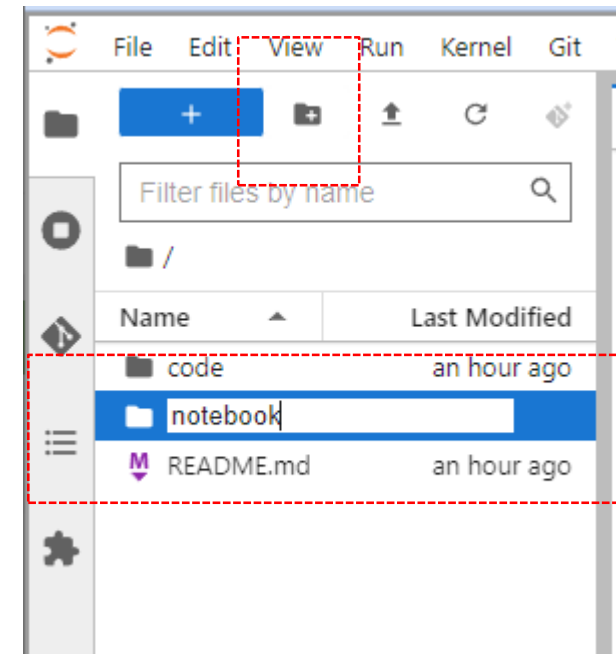 File Edit View Run Kernel Git
+
Filter files by name
/
Name Last Modified
code an hour ago
notebook
README.md an hour ago